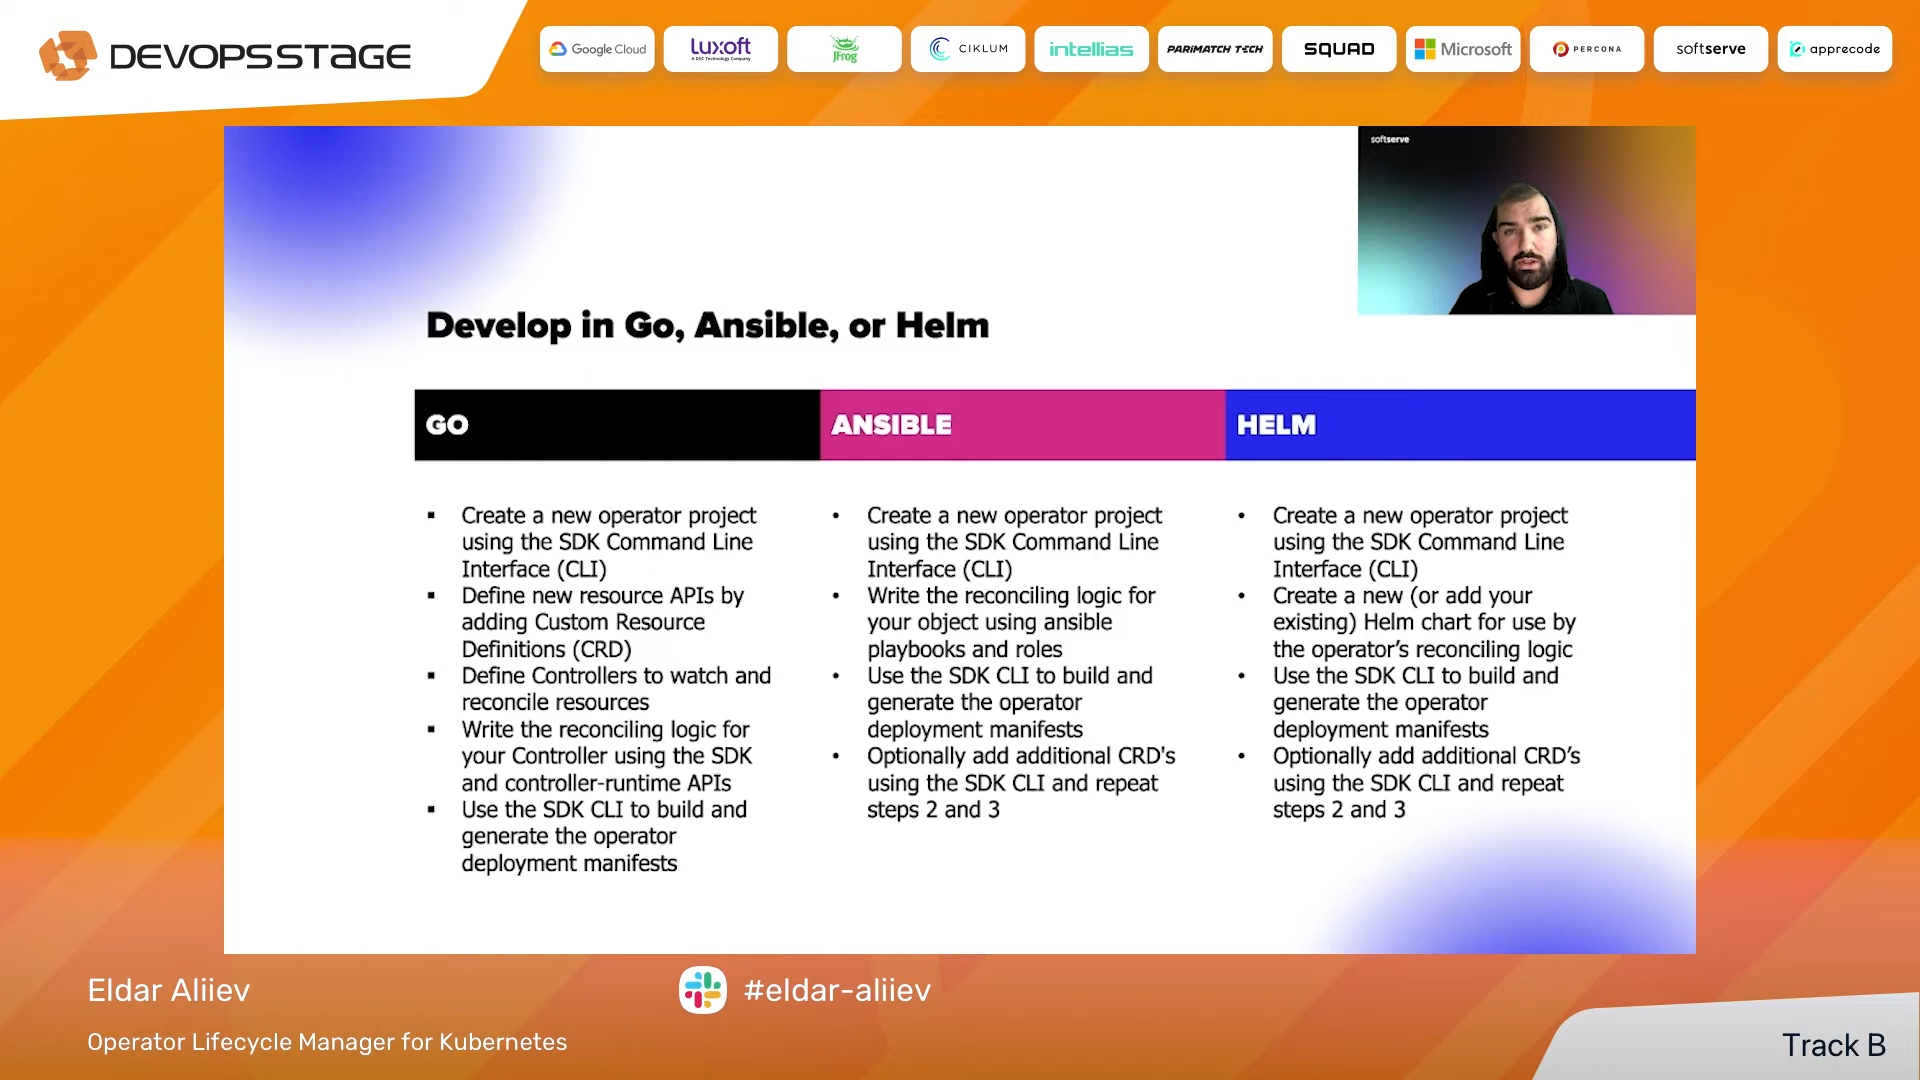 DEVOPSSTAGE
Google Cloud
Luxoft
A DXC Technology Company
JFrog
CIKLUM
intellias
PARIMATCH TECH
SQUAD
Microsoft
PERCONA
softserve
apprecode
softserve
Develop in Go, Ansible, or Helm
GO
▪ Create a new operator project
using the SDK Command Line
Interface (CLI)
▪ Define new resource APIs by
adding Custom Resource
Definitions (CRD)
▪ Define Controllers to watch and
reconcile resources
▪ Write the reconciling logic for
your Controller using the SDK
and controller-runtime APIs
▪ Use the SDK CLI to build and
generate the operator
deployment manifests
ANSIBLE
• Create a new operator project
using the SDK Command Line
Interface (CLI)
• Write the reconciling logic for
your object using ansible
playbooks and roles
• Use the SDK CLI to build and
generate the operator
deployment manifests
• Optionally add additional CRD's
using the SDK CLI and repeat
steps 2 and 3
HELM
• Create a new operator project
using the SDK Command Line
Interface (CLI)
• Create a new (or add your
existing) Helm chart for use by
the operator’s reconciling logic
• Use the SDK CLI to build and
generate the operator
deployment manifests
• Optionally add additional CRD’s
using the SDK CLI and repeat
steps 2 and 3
Eldar Aliiev
#eldar-aliiev
Operator Lifecycle Manager for Kubernetes
Track B